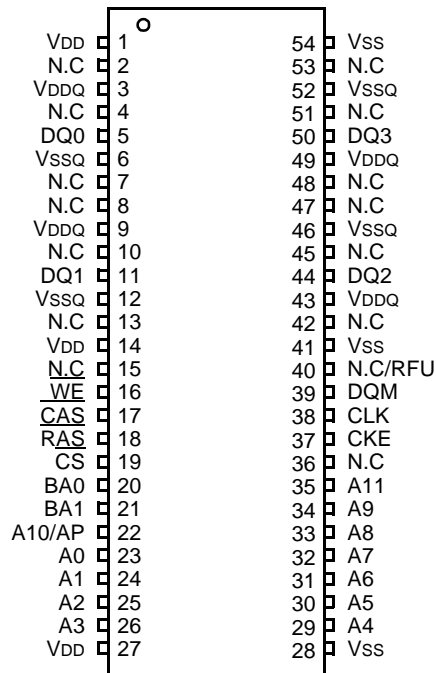 VDD 1 54 VSS
N.C 2 53 N.C
VDDQ 3 52 VSSQ
N.C 4 51 N.C
DQ0 5 50 DQ3
VSSQ 6 49 VDDQ
N.C 7 48 N.C
N.C 8 47 N.C
VDDQ 9 46 VSSQ
N.C 10 45 N.C
DQ1 11 44 DQ2
VSSQ 12 43 VDDQ
N.C 13 42 N.C
VDD 14 41 VSS
N.C 15 40 N.C/RFU
WE 16 39 DQM
CAS 17 38 CLK
RAS 18 37 CKE
CS 19 36 N.C
BA0 20 35 A11
BA1 21 34 A9
A10/AP 22 33 A8
A0 23 32 A7
A1 24 31 A6
A2 25 30 A5
A3 26 29 A4
VDD 27 28 VSS